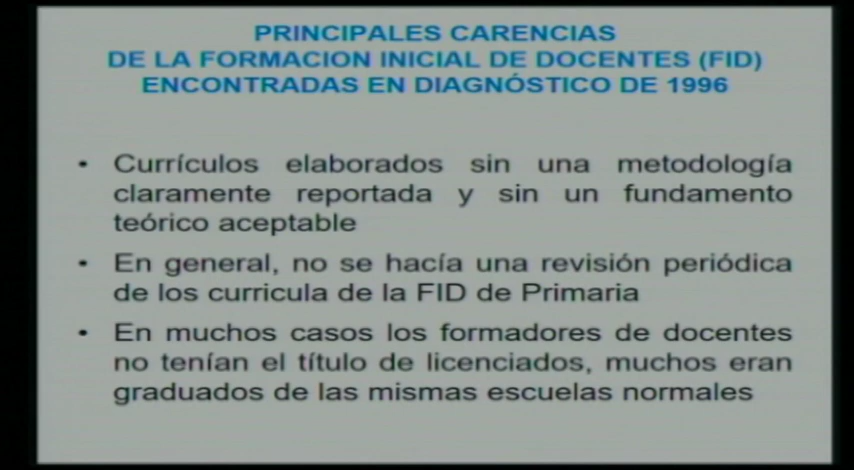 PRINCIPALES CARENCIAS
DE LA FORMACION INICIAL DE DOCENTES (FID)
ENCONTRADAS EN DIAGNÓSTICO DE 1996
• Currículos elaborados sin una metodología
claramente reportada y sin un fundamento
teórico aceptable
• En general, no se hacía una revisión periódica
de los curricula de la FID de Primaria
• En muchos casos los formadores de docentes
no tenían el título de licenciados, muchos eran
graduados de las mismas escuelas normales